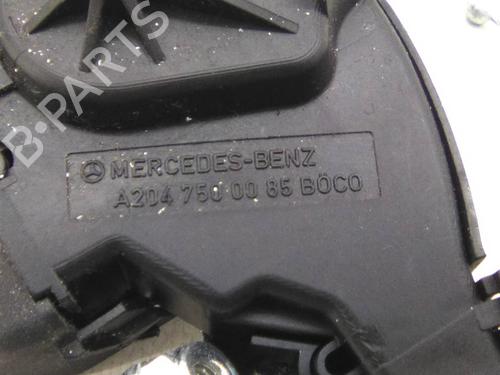 B-PARTS
MERCEDES-BENZ
A204 750 00 85 BÖCO